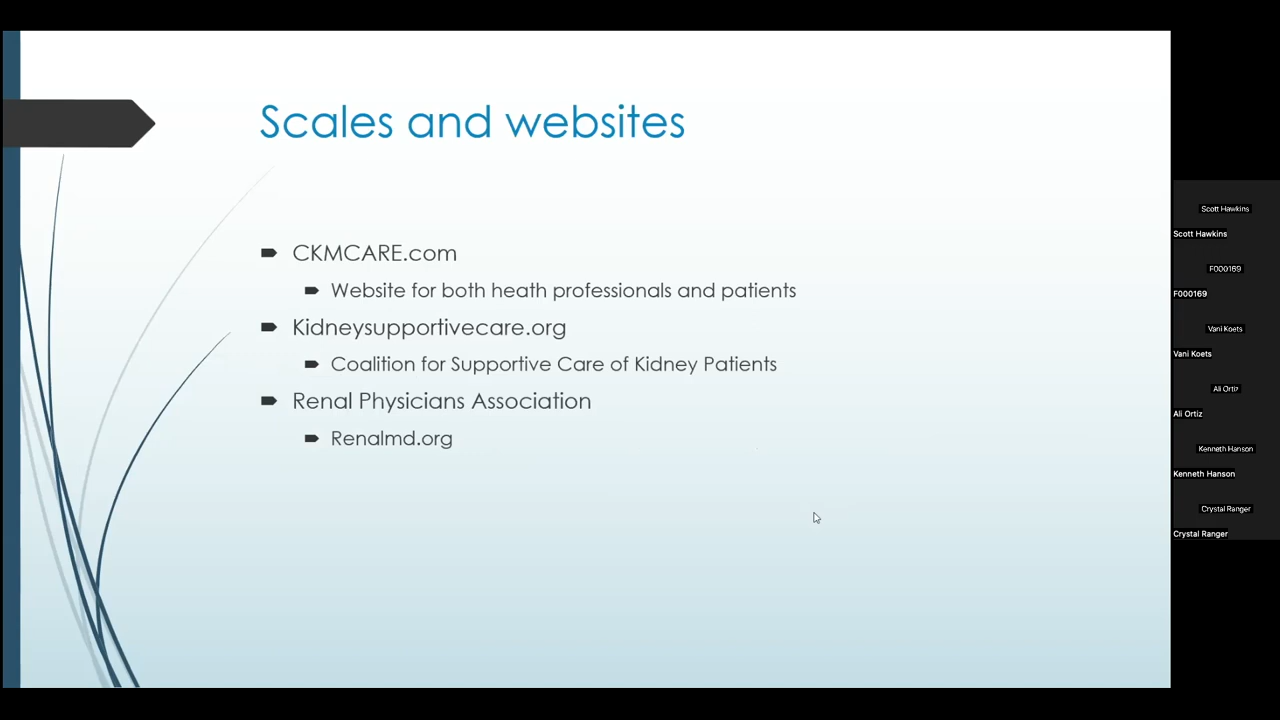 Scales and websites
CKMCARE.com
Website for both heath professionals and patients
Kidneysupportivecare.org
Coalition for Supportive Care of Kidney Patients
Renal Physicians Association
Renalmd.org
Scott Hawkins
Scott Hawkins
F000169
F000169
Vani Koets
Vani Koets
Ali Ortiz
Ali Ortiz
Kenneth Hanson
Kenneth Hanson
Crystal Ranger
Crystal Ranger